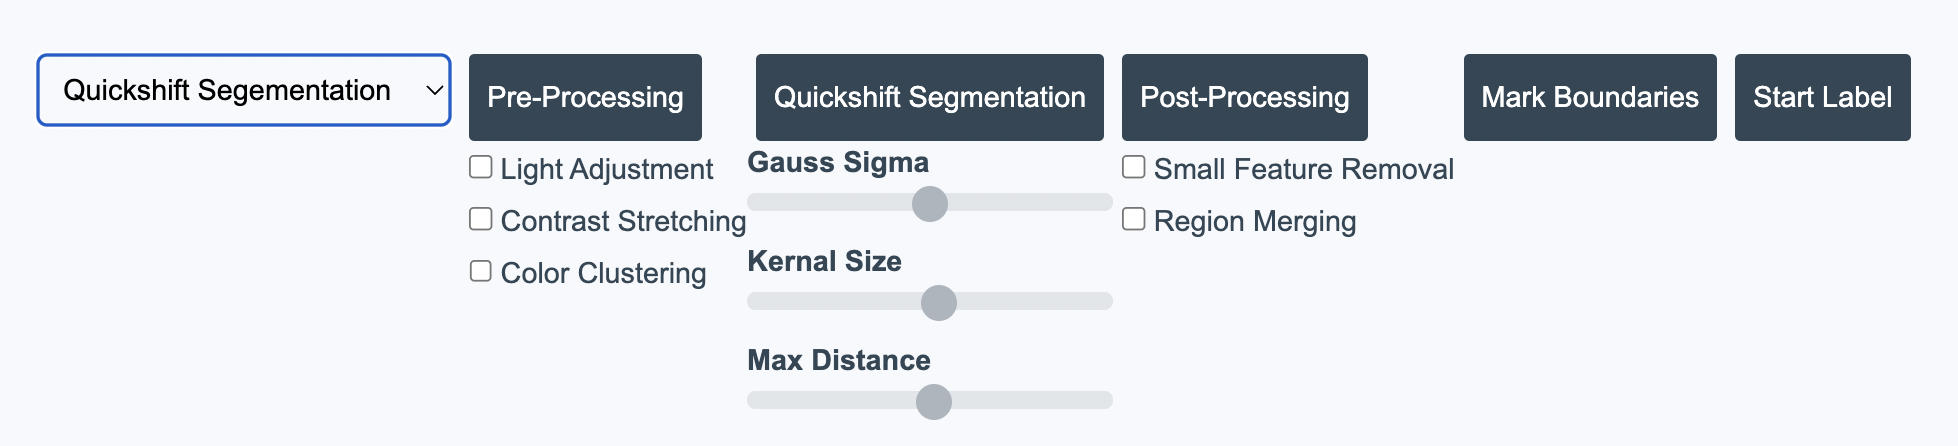 Quickshift Segementation
Pre-Processing
Light Adjustment
Contrast Stretching
Color Clustering
Quickshift Segmentation
Gauss Sigma
Kernal Size
Max Distance
Post-Processing
Small Feature Removal
Region Merging
Mark Boundaries
Start Label